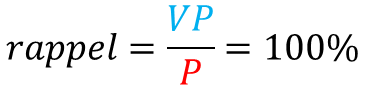 rappel = VP/P = 100%